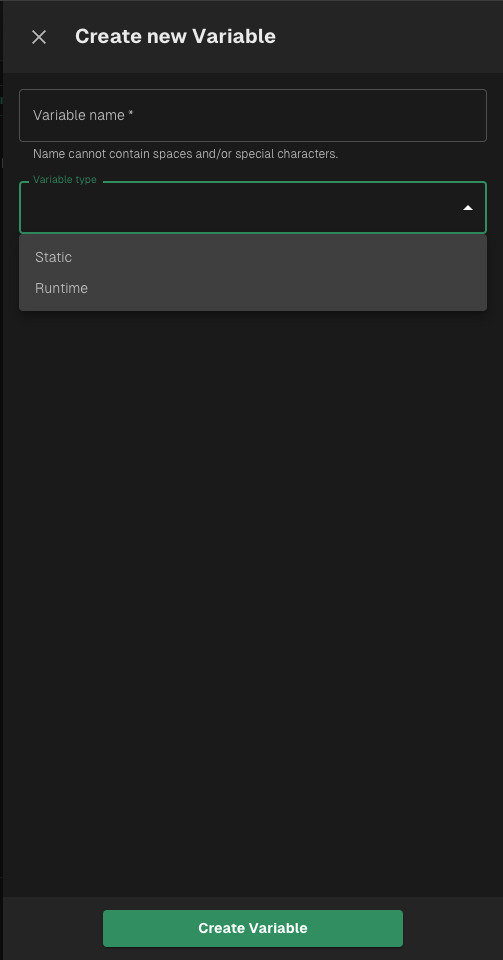 Create new Variable
Variable name *
Name cannot contain spaces and/or special characters.
Variable type
Static
Runtime
Create Variable